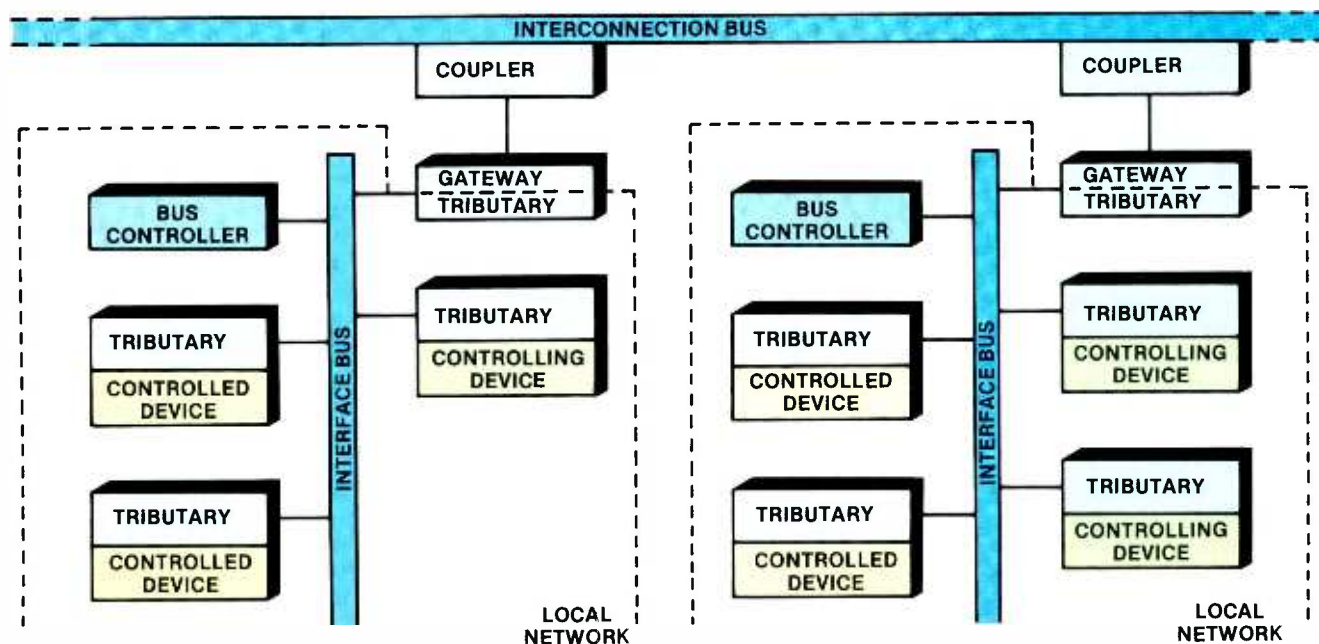 INTERCONNECTION BUS
COUPLER
GATEWAY
TRIBUTARY
BUS
CONTROLLER
TRIBUTARY
CONTROLLED
DEVICE
TRIBUTARY
CONTROLLING
DEVICE
TRIBUTARY
CONTROLLED
DEVICE
INTERFACE BUS
LOCAL
NETWORK
COUPLER
GATEWAY
TRIBUTARY
BUS
CONTROLLER
TRIBUTARY
CONTROLLED
DEVICE
TRIBUTARY
CONTROLLING
DEVICE
TRIBUTARY
CONTROLLED
DEVICE
TRIBUTARY
CONTROLLING
DEVICE
INTERFACE BUS
LOCAL
NETWORK